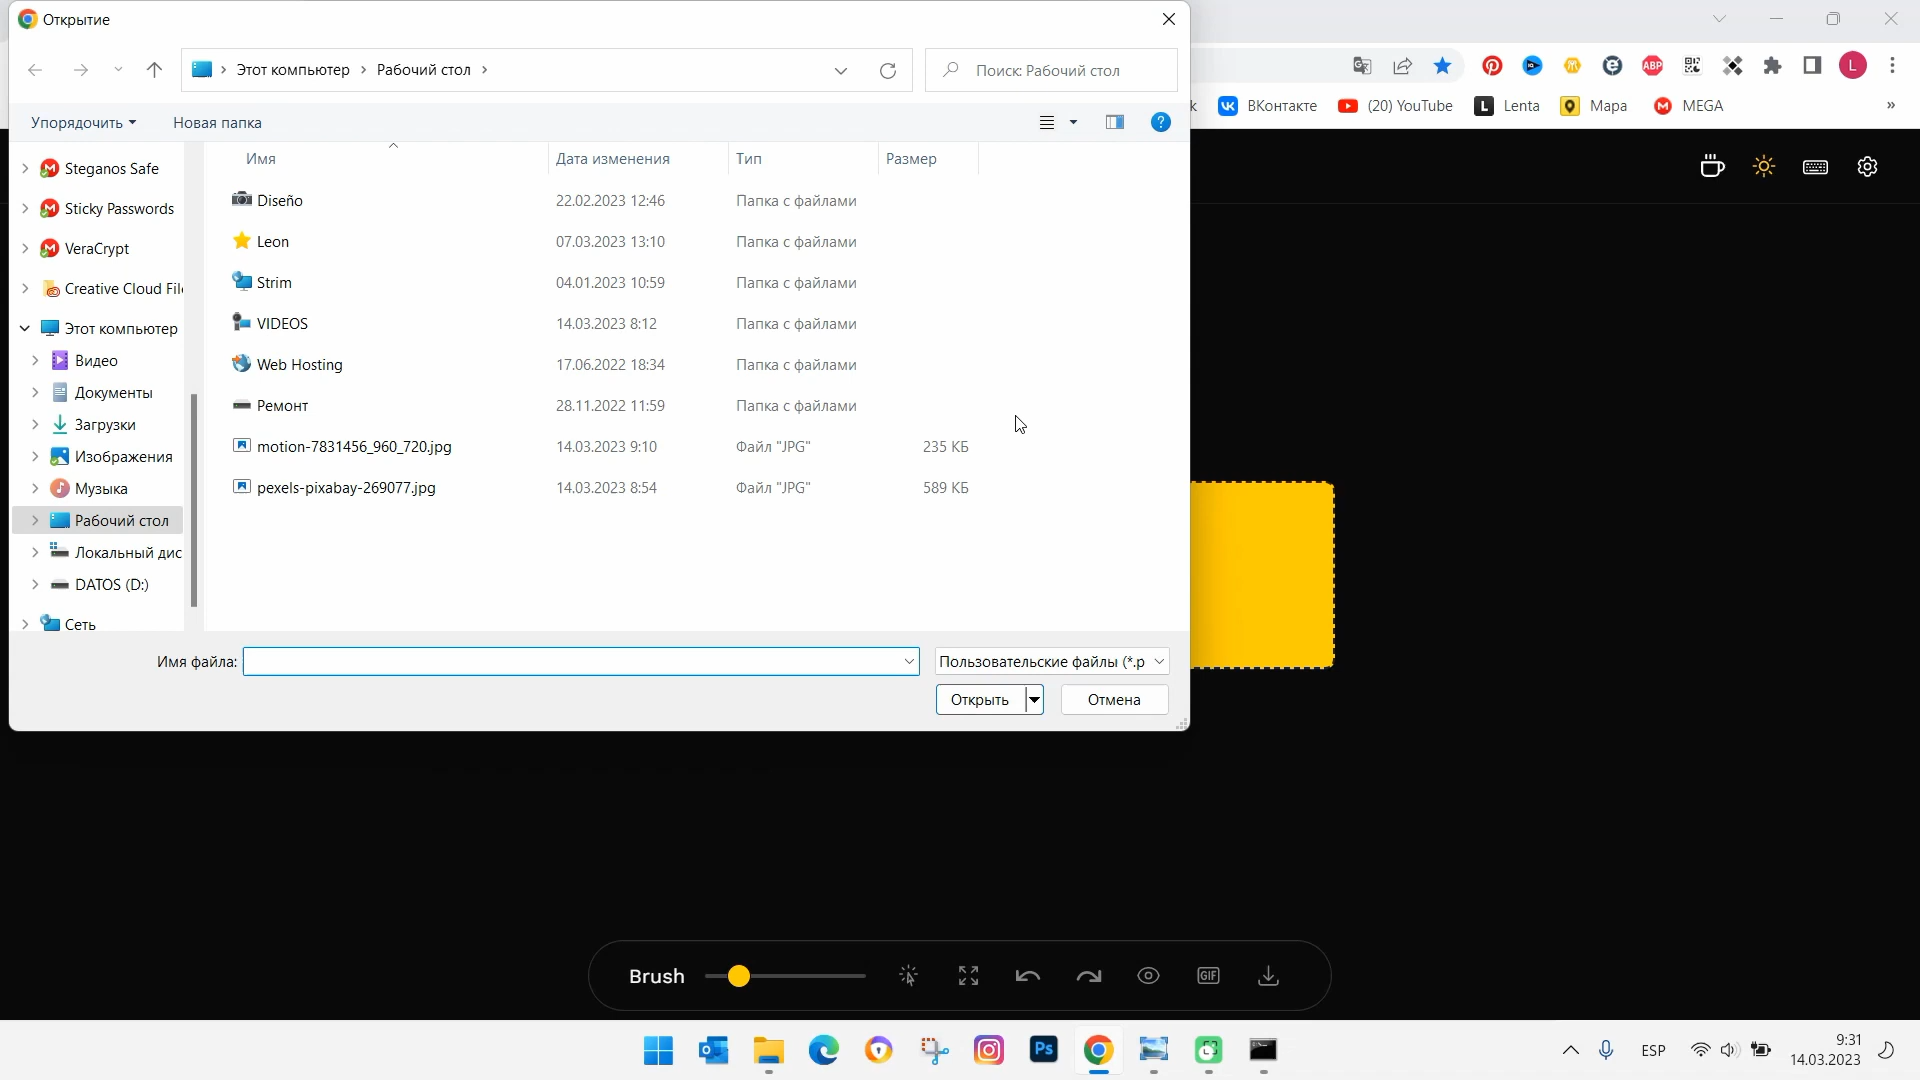 Открытие
Этот компьютер
Рабочий стол
Поиск: Рабочий стол
L
ABP
ВКонтакте
(20) YouTube
L Lenta
Мара
MEGA
Упорядочить
Новая папка
?
Имя
Дата изменения
Тип
Размер
Steganos Safe
Sticky Passwords
VeraCrypt
Creative Cloud Fil
Этот компьютер
Видео
Документы
Загрузки
Изображения
Музыка
Рабочий стол
Локальный дис
DATOS (D:)
Сеть
Diseño 22.02.2023 12:46 Папка с файлами
Leon 07.03.2023 13:10 Папка с файлами
Strim 04.01.2023 10:59 Папка с файлами
VIDEOS 14.03.2023 8:12 Папка с файлами
Web Hosting 17.06.2022 18:34 Папка с файлами
Ремонт 28.11.2022 11:59 Папка с файлами
motion-7831456_960_720.jpg 14.03.2023 9:10 Файл "JPG" 235 КБ
pexels-pixabay-269077.jpg 14.03.2023 8:54 Файл "JPG" 589 КБ
Имя файла:
Пользовательские файлы (*.p
Открыть
Отмена
Brush
GIF
Ps
ESP
9:31
14.03.2023